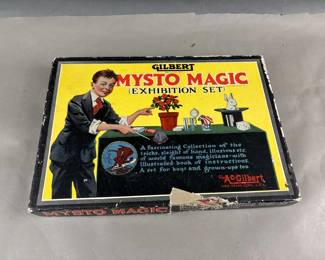 GILBERT
MYSTO MAGIC
(EXHIBITION SET)
A fascinating Collection of the
tricks, sleight of hand, illusions etc.
of world famous magicians-with
illustrated book of instructions
A set for boys and grown-ups too
The A.C. Gilbert
MYSTO MAGIC